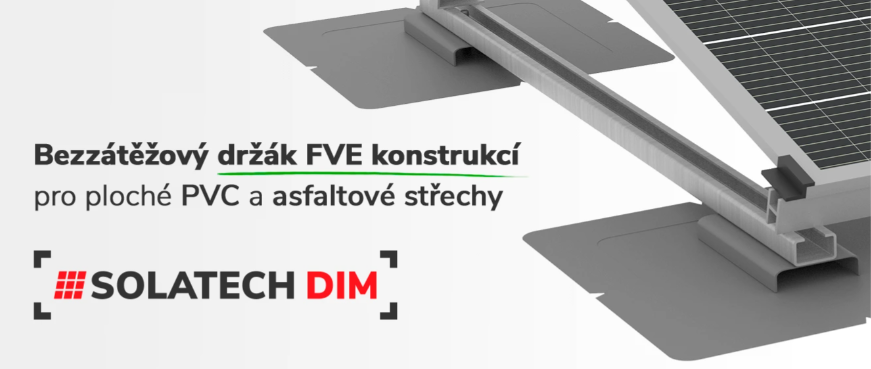 Bezzátěžový držák FVE konstrukcí
pro ploché PVC a asfaltové střechy
SOLATECH DIM